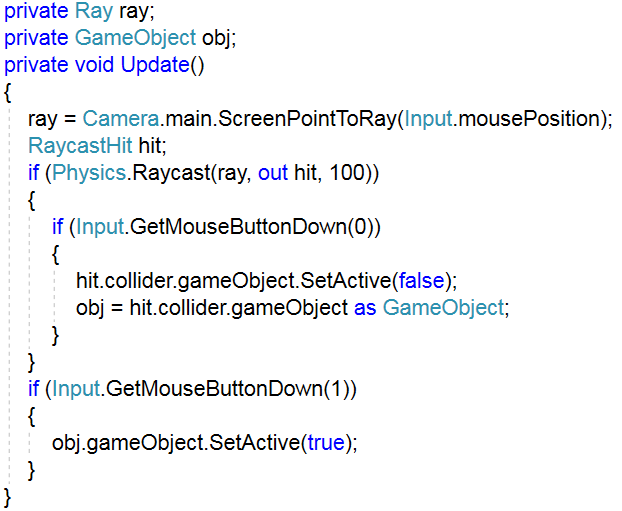 private Ray ray;
private GameObject obj;
private void Update()
{
ray = Camera.main.ScreenPointToRay(Input.mousePosition);
RaycastHit hit;
if (Physics.Raycast(ray, out hit, 100))
{
if (Input.GetMouseButtonDown(0))
{
hit.collider.gameObject.SetActive(false);
obj = hit.collider.gameObject as GameObject;
}
}
if (Input.GetMouseButtonDown(1))
{
obj.gameObject.SetActive(true);
}
}